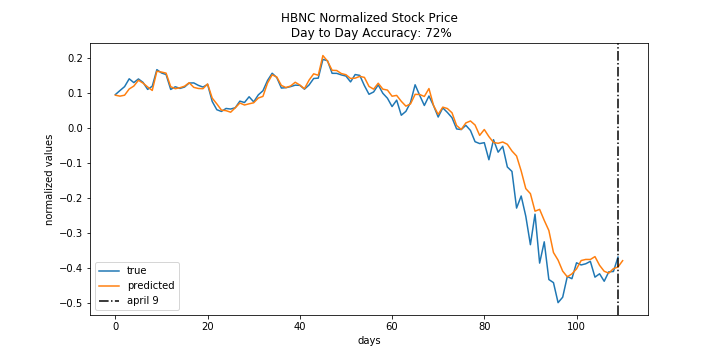 HBNC Normalized Stock Price
Day to Day Accuracy: 72%
normalized values
0.2
0.1
0.0
−0.1
−0.2
−0.3
−0.4
−0.5
true
predicted
april 9
0
20
40
60
80
100
days